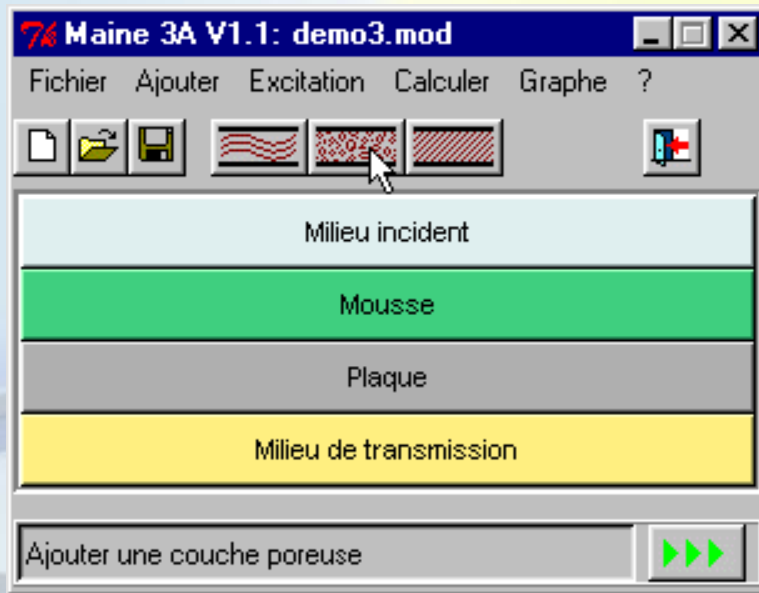 Maine 3A V1.1: demo3.mod
Fichier Ajouter Excitation Calculer Graphe ?
Milieu incident
Mousse
Plaque
Milieu de transmission
Ajouter une couche poreuse